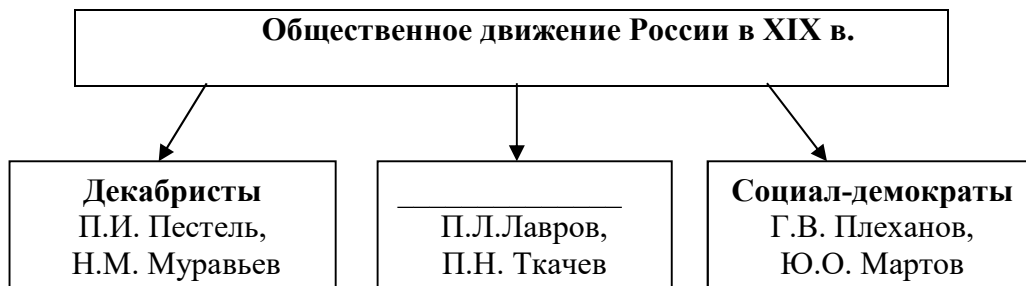 Общественное движение России в XIX в.
Декабристы
П.И. Пестель,
Н.М. Муравьев
П.Л.Лавров,
П.Н. Ткачев
Социал-демократы
Г.В. Плеханов,
Ю.О. Мартов